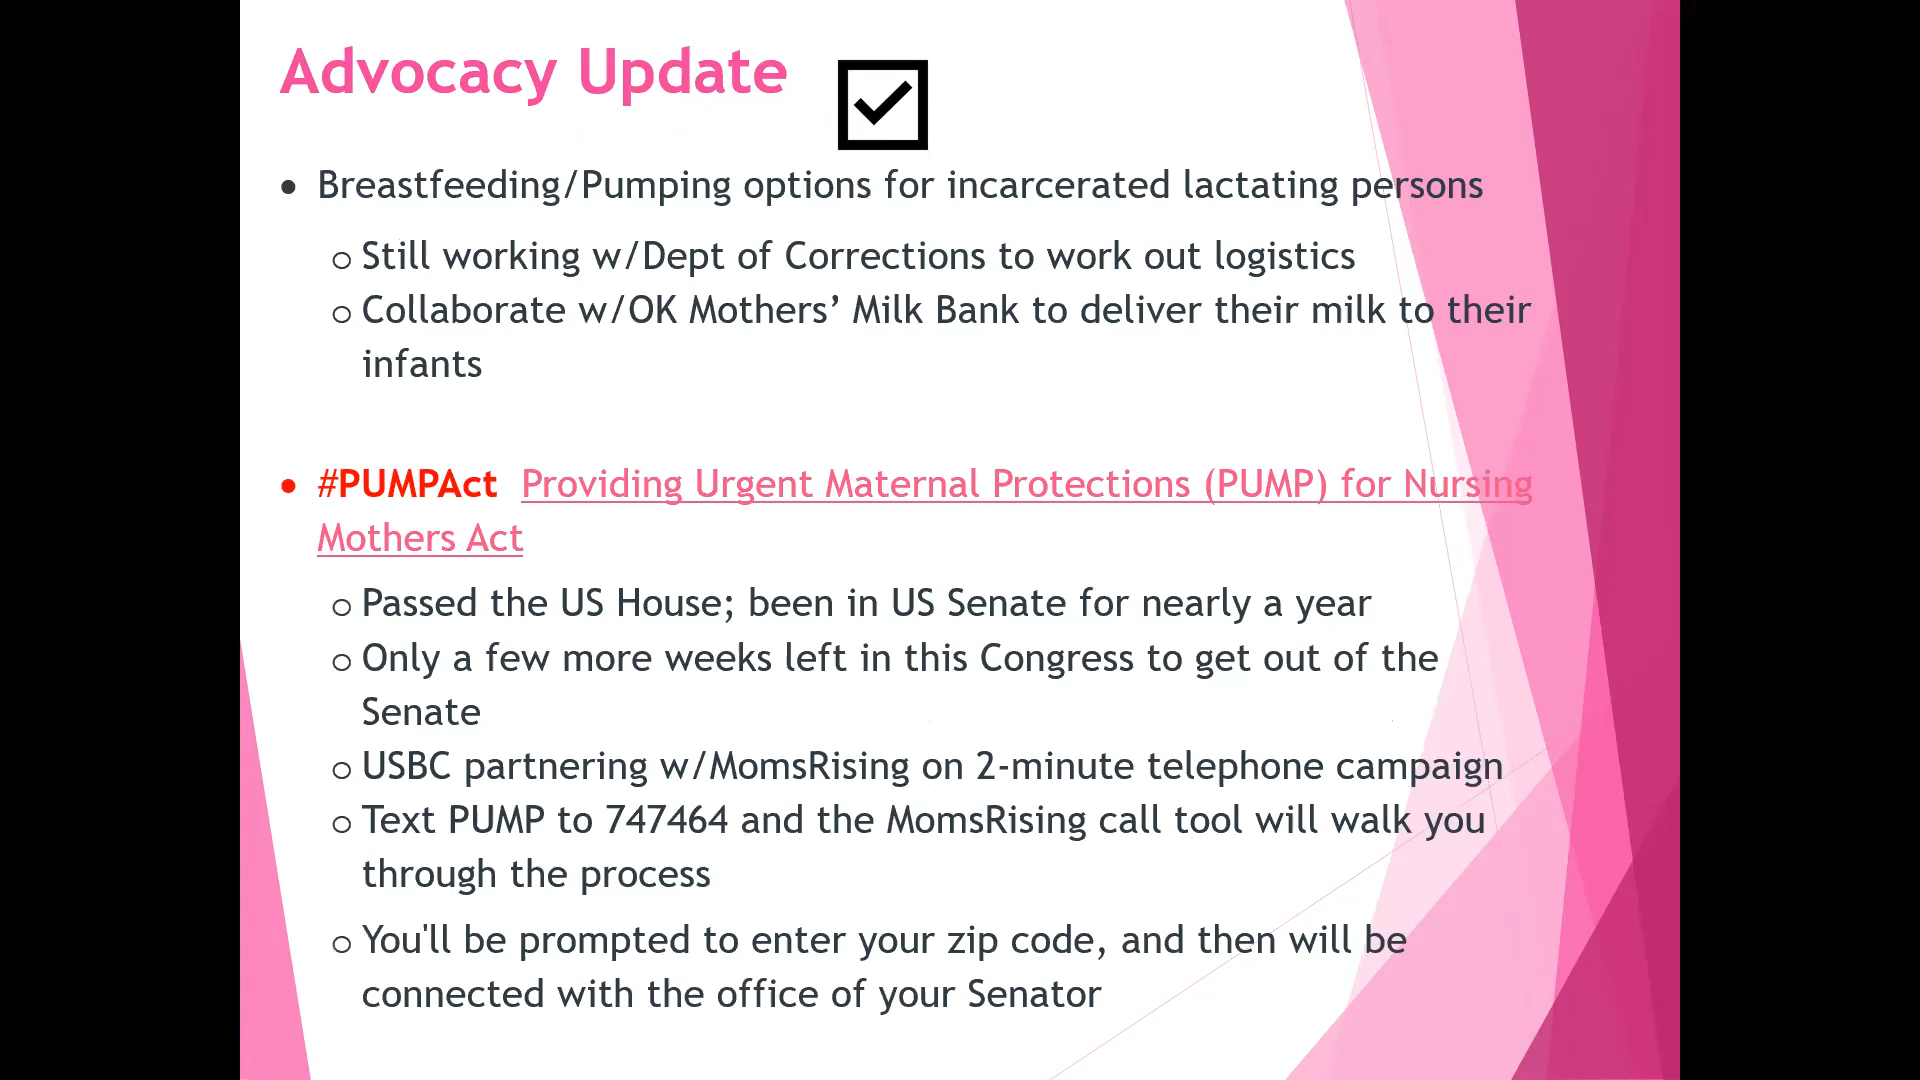 Advocacy Update
• Breastfeeding/Pumping options for incarcerated lactating persons
o Still working w/Dept of Corrections to work out logistics
o Collaborate w/OK Mothers’ Milk Bank to deliver their milk to their
infants
• #PUMPAct Providing Urgent Maternal Protections (PUMP) for Nursing
Mothers Act
o Passed the US House; been in US Senate for nearly a year
o Only a few more weeks left in this Congress to get out of the
Senate
o USBC partnering w/MomsRising on 2-minute telephone campaign
o Text PUMP to 747464 and the MomsRising call tool will walk you
through the process
o You'll be prompted to enter your zip code, and then will be
connected with the office of your Senator